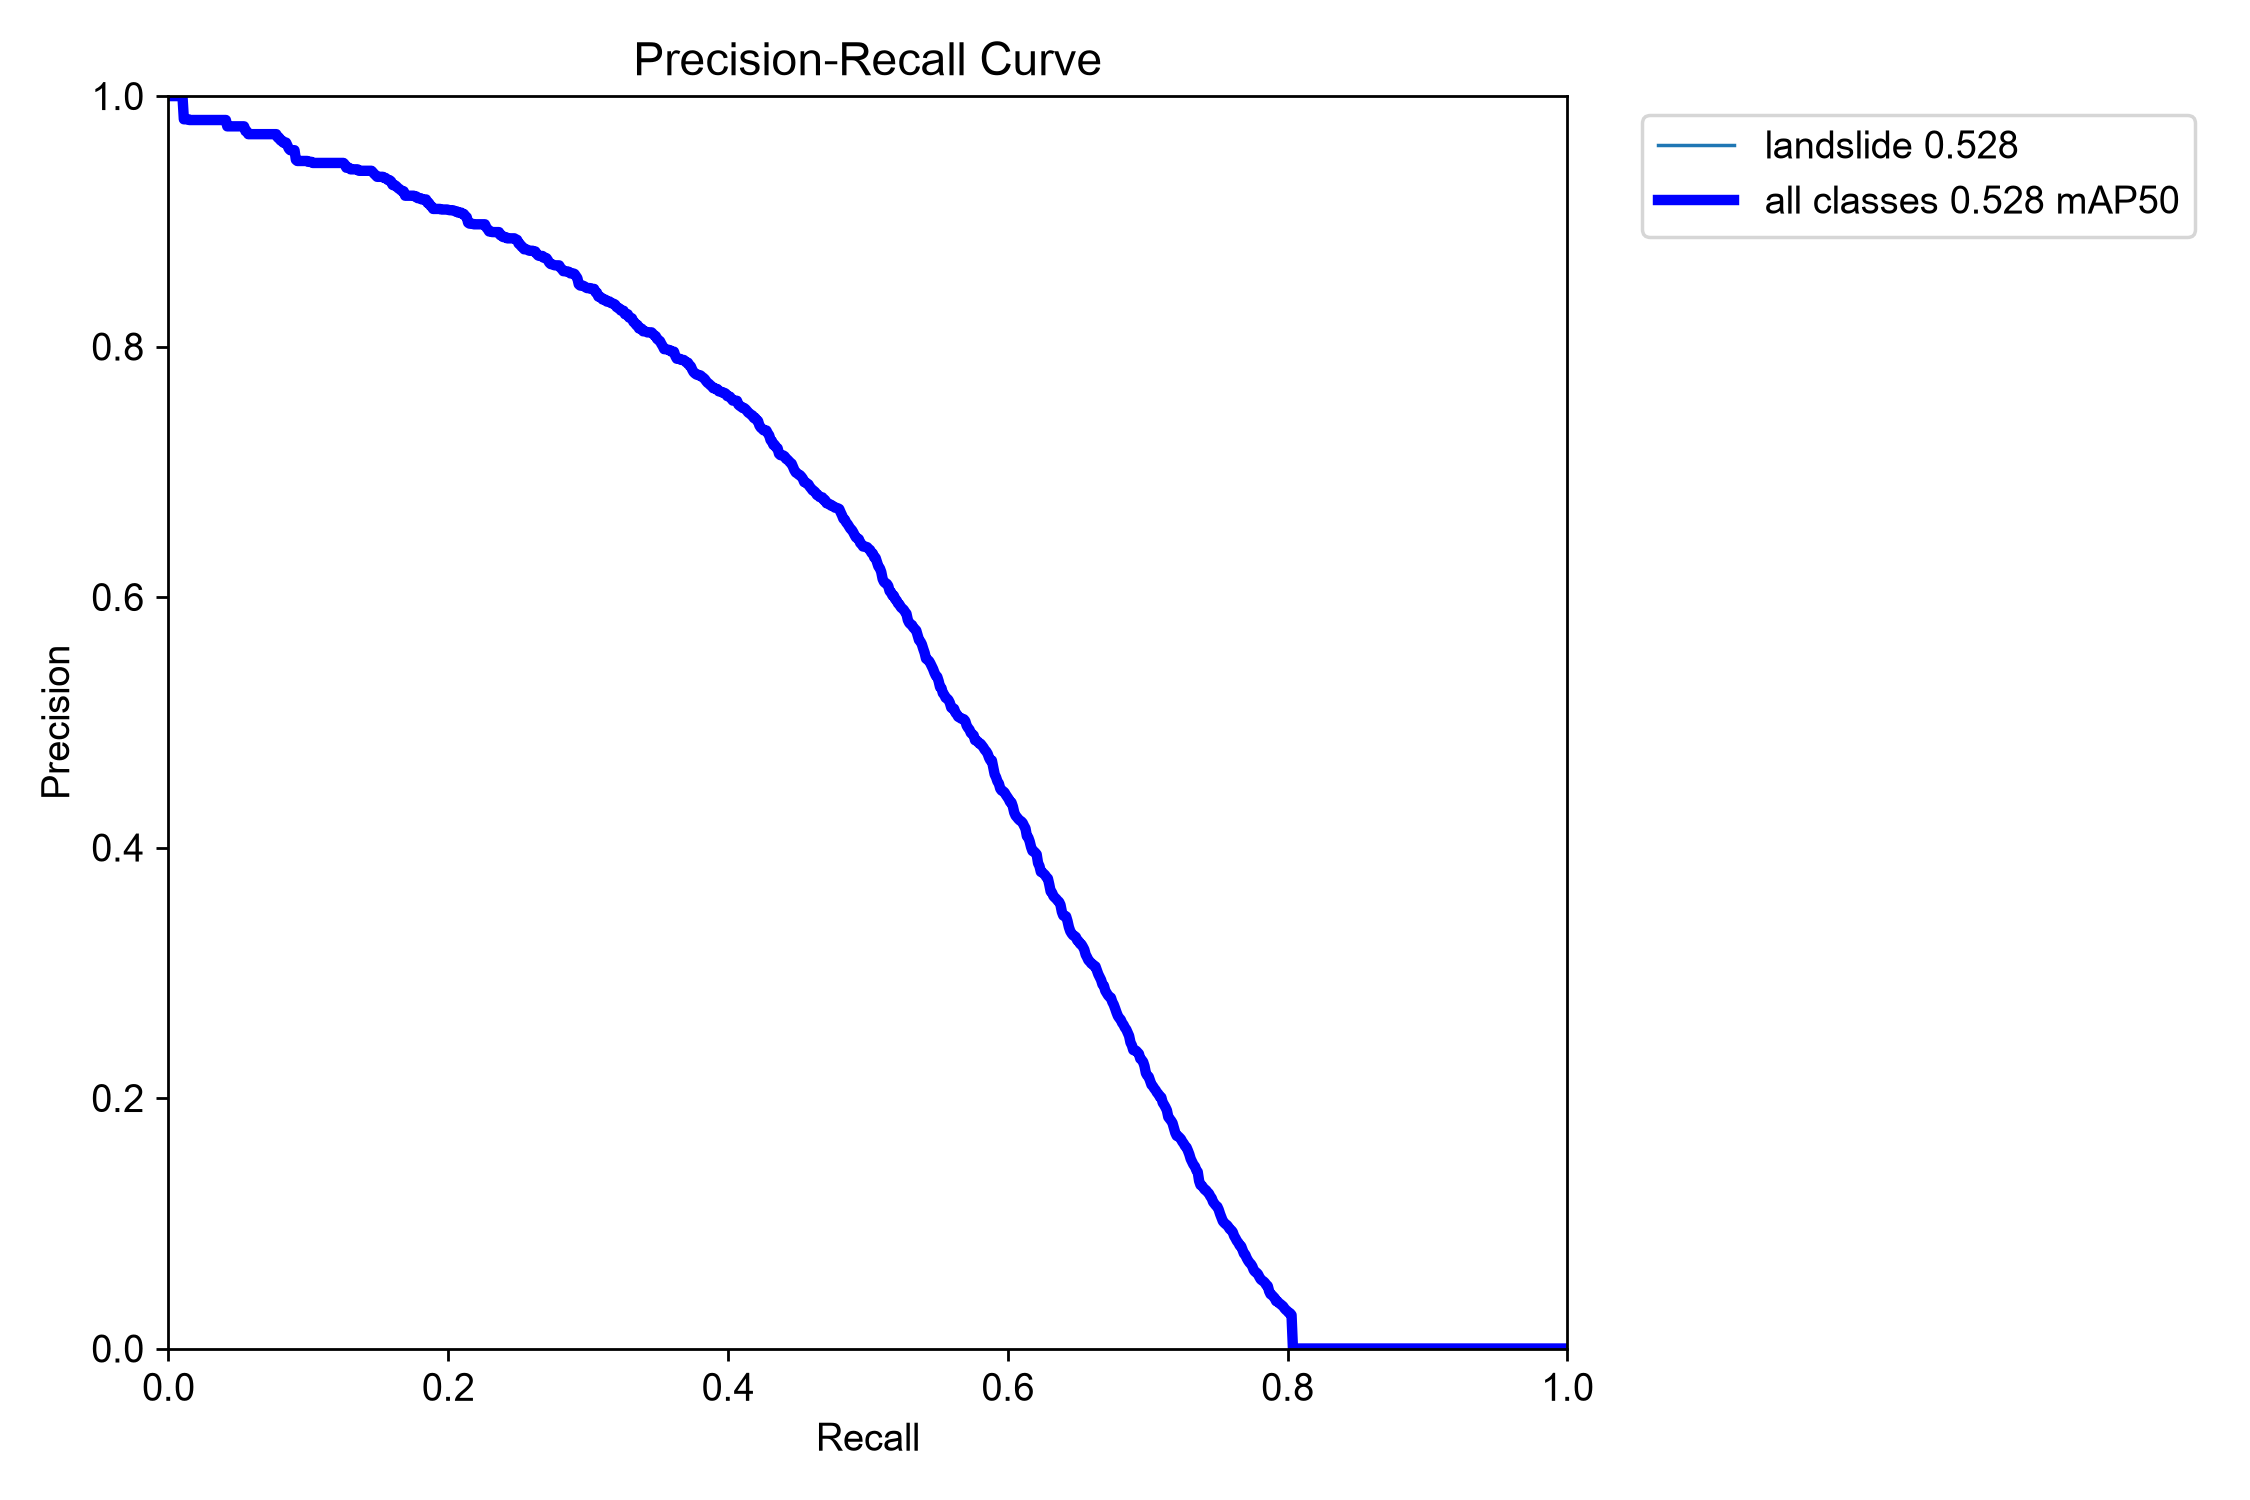 Precision-Recall Curve
landslide 0.528
all classes 0.528 mAP50
1.0
0.8
0.6
0.4
0.2
0.0
Precision
0.0 0.2 0.4 0.6 0.8 1.0
Recall